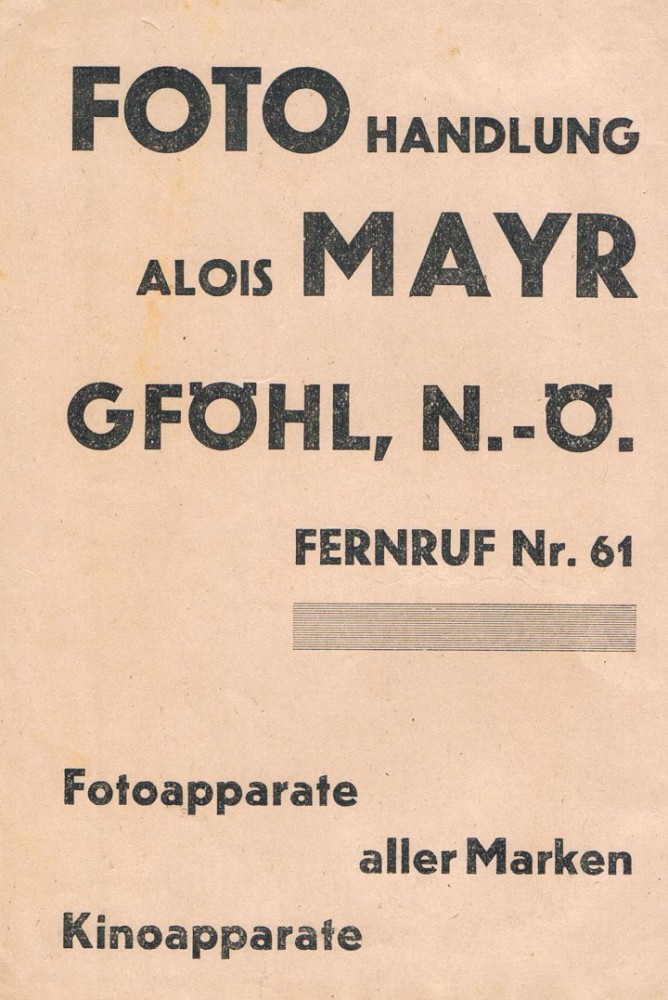 FOTO HANDLUNG
ALOIS MAYR
GFÖHL, N.-Ö.
FERNRUF Nr. 61
Fotoapparate
aller Marken
Kinoapparate